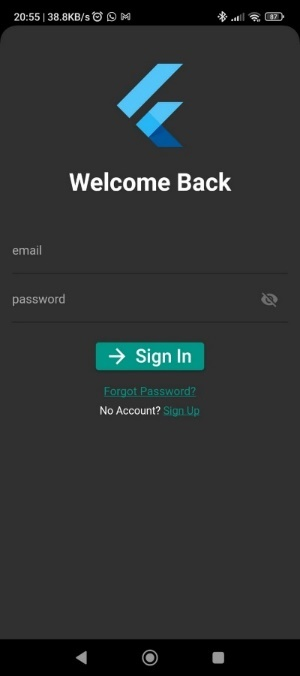 20:55 | 38.8KB/s
87
Welcome Back
email
password
Sign In
Forgot Password?
No Account? Sign Up